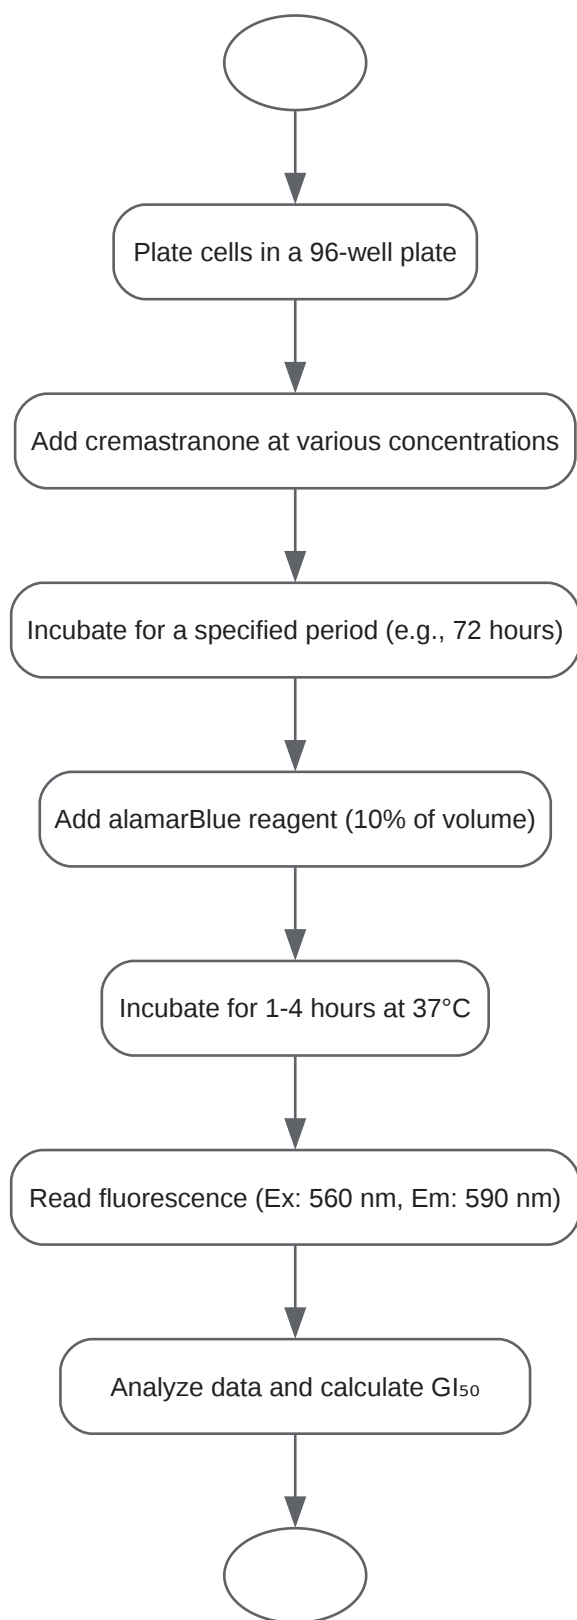 Plate cells in a 96-well plate
Add cremastranone at various concentrations
Incubate for a specified period (e.g., 72 hours)
Add alamarBlue reagent (10% of volume)
Incubate for 1-4 hours at 37°C
Read fluorescence (Ex: 560 nm, Em: 590 nm)
Analyze data and calculate GI₅₀